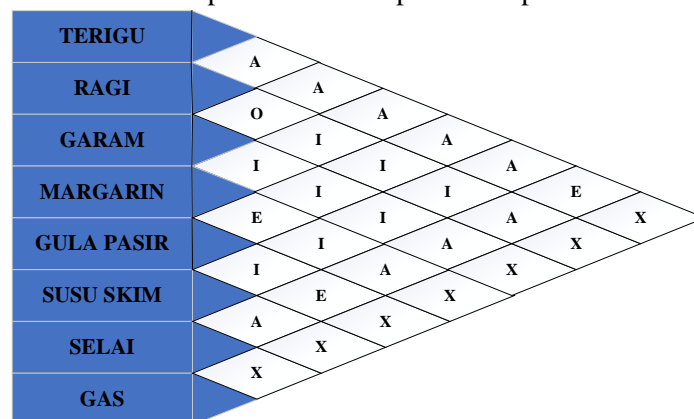 TERIGU
A
RAGI A
O A
GARAM I A
I I A
MARGARIN I I E
E I A X
GULA PASIR I A X
I A X
SUSU SKIM E X
A X
SELAI X
X
GAS